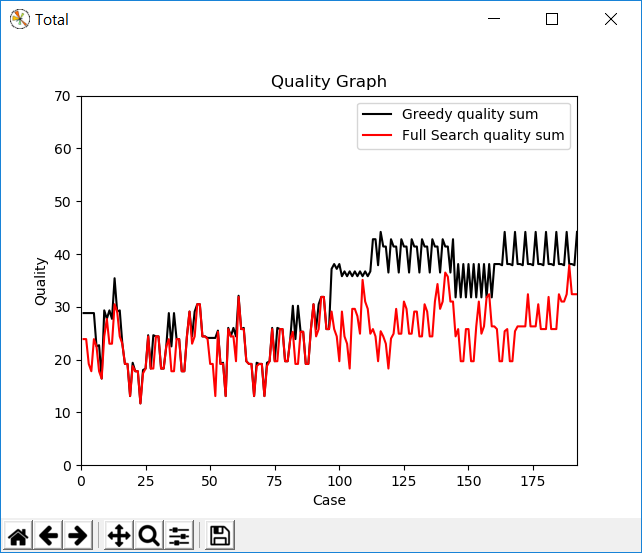 Total
Quality Graph
Greedy quality sum
Full Search quality sum
70
60
50
40
30
20
10
0
Quality
0 25 50 75 100 125 150 175
Case